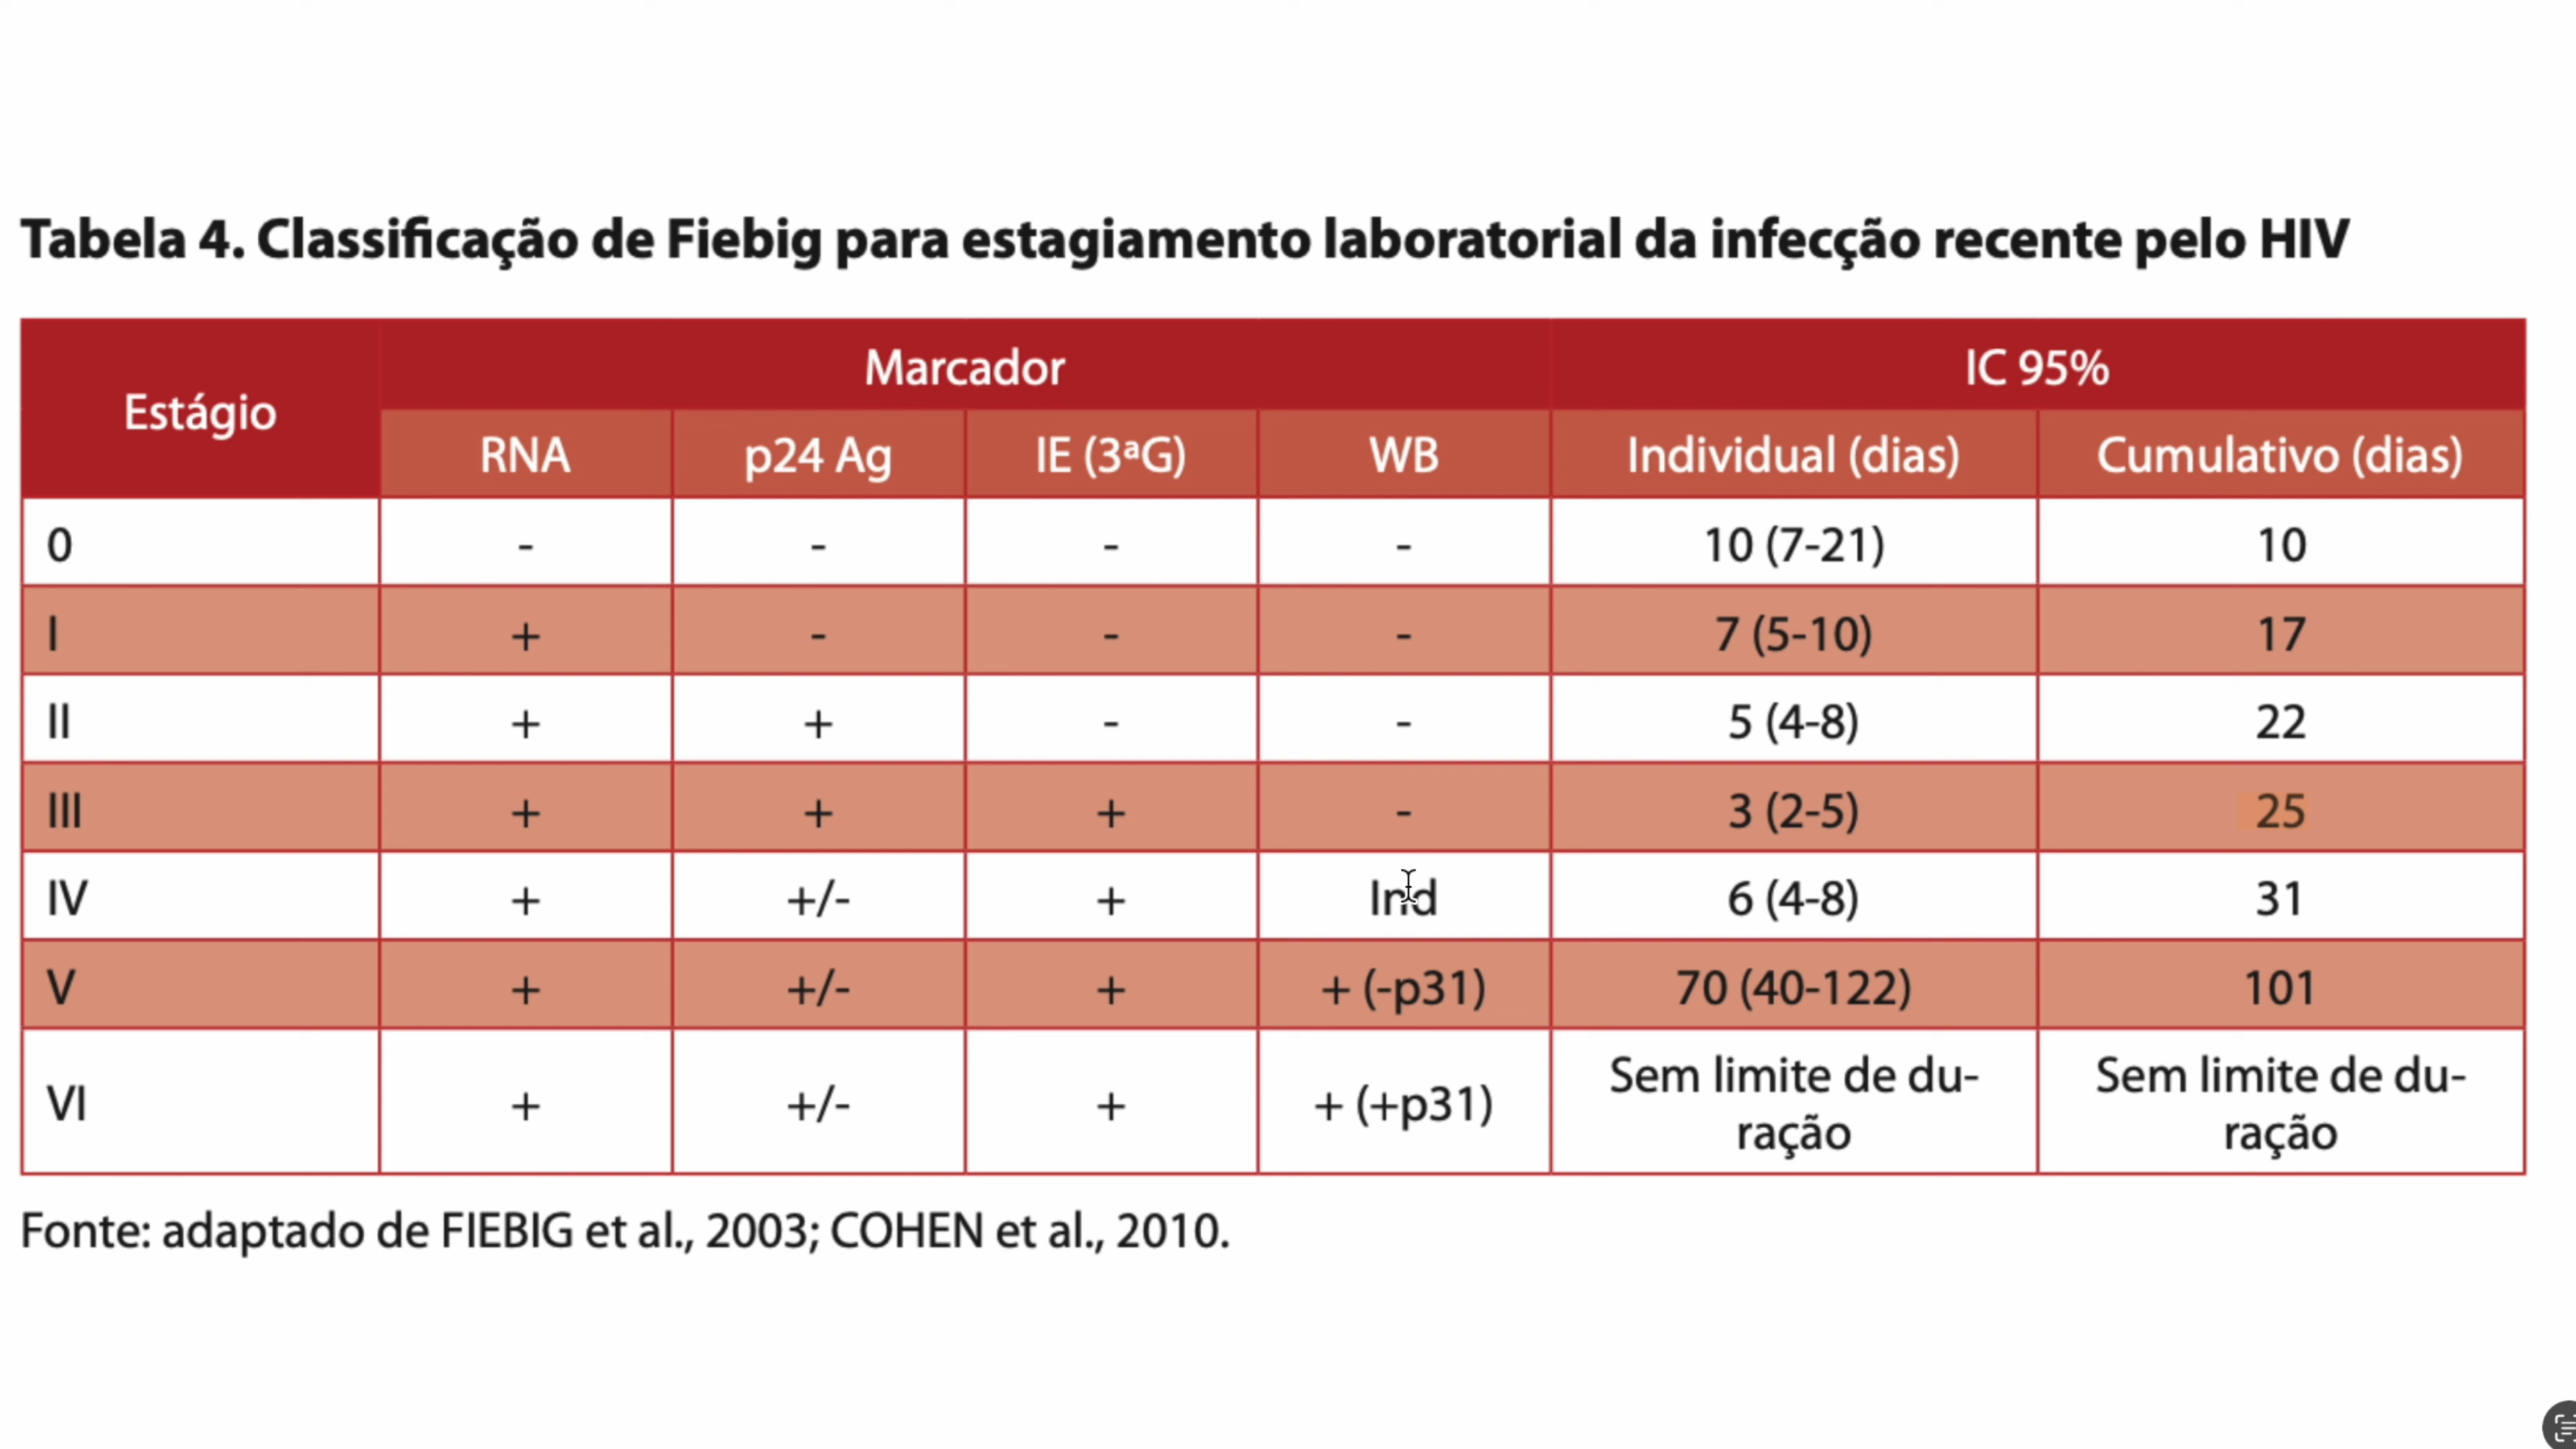 Tabela 4. Classificação de Fiebig para estagiamento laboratorial da infecção recente pelo HIV
Estágio Marcador IC 95%
RNA p24 Ag IE (3ªG) WB Individual (dias) Cumulativo (dias)
0 - - - - 10 (7-21) 10
I + - - - 7 (5-10) 17
II + + - - 5 (4-8) 22
III + + + - 3 (2-5) 25
IV + +/- + Ind 6 (4-8) 31
V + +/- + + (-p31) 70 (40-122) 101
VI + +/- + + (+p31) Sem limite de du-
ração Sem limite de du-
ração
Fonte: adaptado de FIEBIG et al., 2003; COHEN et al., 2010.